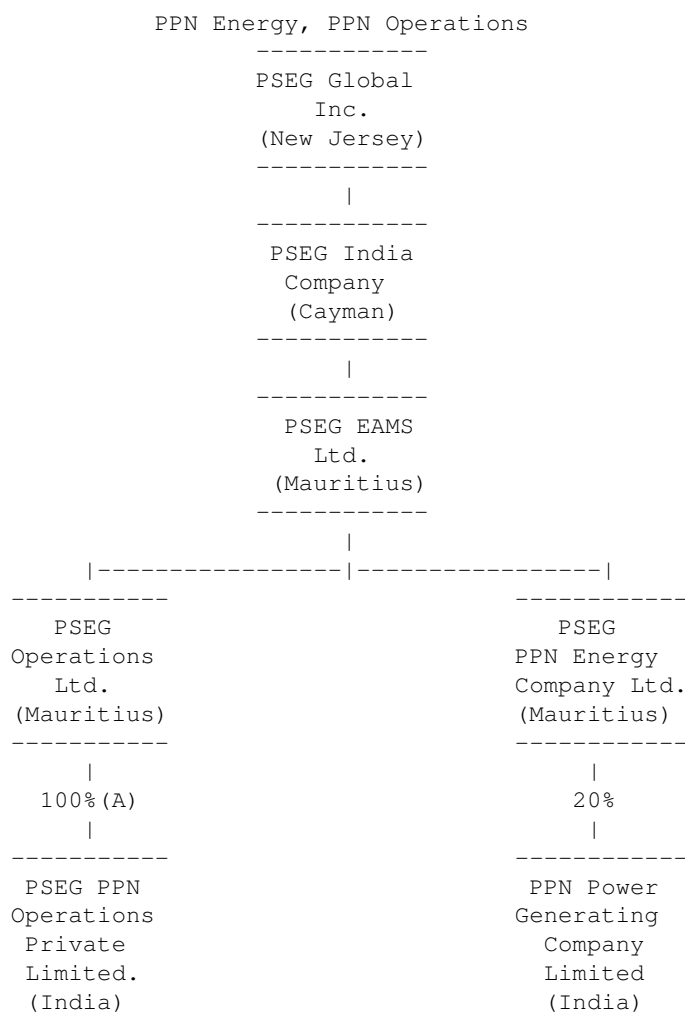 PPN Energy, PPN Operations
------------
PSEG Global
Inc.
(New Jersey)
------------
|
------------
PSEG India
Company
(Cayman)
------------
|
------------
PSEG EAMS
Ltd.
(Mauritius)
------------
|
|-----------------|-----------------|
----------- ------------
PSEG PSEG
Operations PPN Energy
Ltd. Company Ltd.
(Mauritius) (Mauritius)
----------- ------------
| |
100%(A) 20%
| |
----------- ------------
PSEG PPN PPN Power
Operations Generating
Private Company
Limited. Limited
(India) (India)